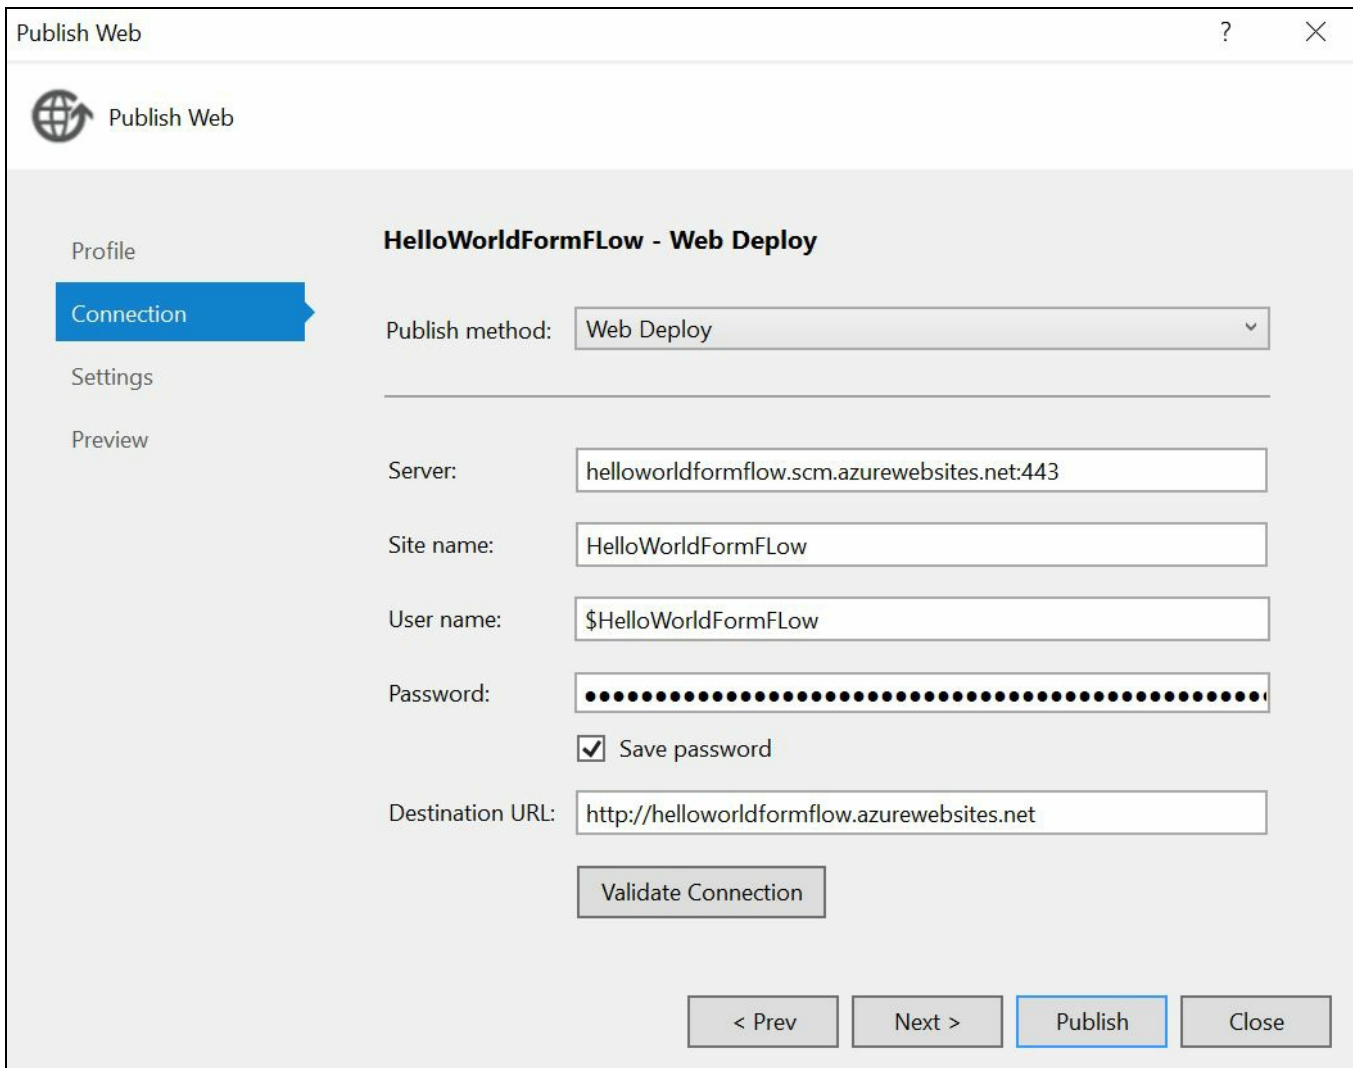 Publish Web
?
Publish Web
Profile
Connection
Settings
Preview
HelloWorldFormFLow - Web Deploy
Publish method: Web Deploy
Server: helloworldformflow.scm.azurewebsites.net:443
Site name: HelloWorldFormFLow
User name: $HelloWorldFormFLow
Password: ●●●●●●●●●●●●●●●●●●●●●●●●●●●●●●●●●●●●●●●●●●●●●●●●●●●●●●●●●●
Save password
Destination URL: http://helloworldformflow.azurewebsites.net
Validate Connection
< Prev Next > Publish Close